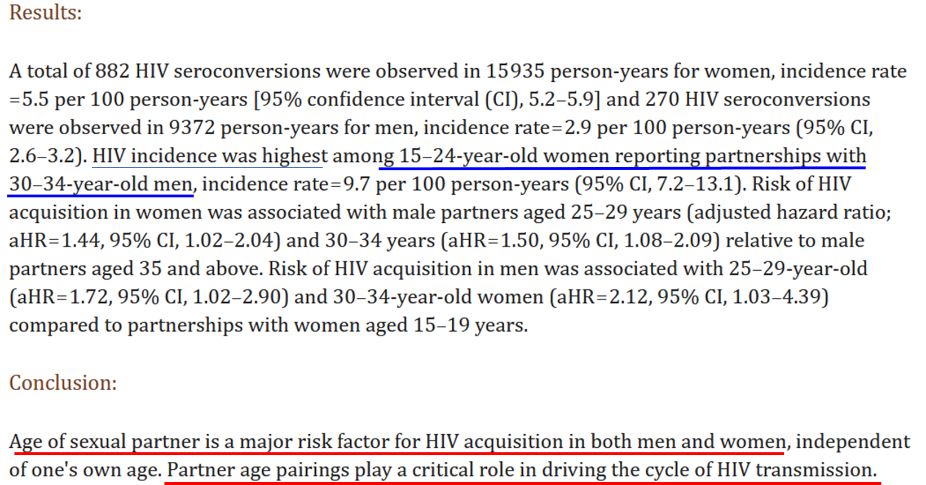 Results:
A total of 882 HIV seroconversions were observed in 15935 person-years for women, incidence rate
=5.5 per 100 person-years [95% confidence interval (CI), 5.2–5.9] and 270 HIV seroconversions
were observed in 9372 person-years for men, incidence rate=2.9 per 100 person-years (95% CI,
2.6–3.2). HIV incidence was highest among 15–24-year-old women reporting partnerships with
30–34-year-old men, incidence rate=9.7 per 100 person-years (95% CI, 7.2–13.1). Risk of HIV
acquisition in women was associated with male partners aged 25–29 years (adjusted hazard ratio;
aHR=1.44, 95% CI, 1.02–2.04) and 30–34 years (aHR=1.50, 95% CI, 1.08–2.09) relative to male
partners aged 35 and above. Risk of HIV acquisition in men was associated with 25–29-year-old
(aHR=1.72, 95% CI, 1.02–2.90) and 30–34-year-old women (aHR=2.12, 95% CI, 1.03–4.39)
compared to partnerships with women aged 15–19 years.
Conclusion:
Age of sexual partner is a major risk factor for HIV acquisition in both men and women, independent
of one's own age. Partner age pairings play a critical role in driving the cycle of HIV transmission.